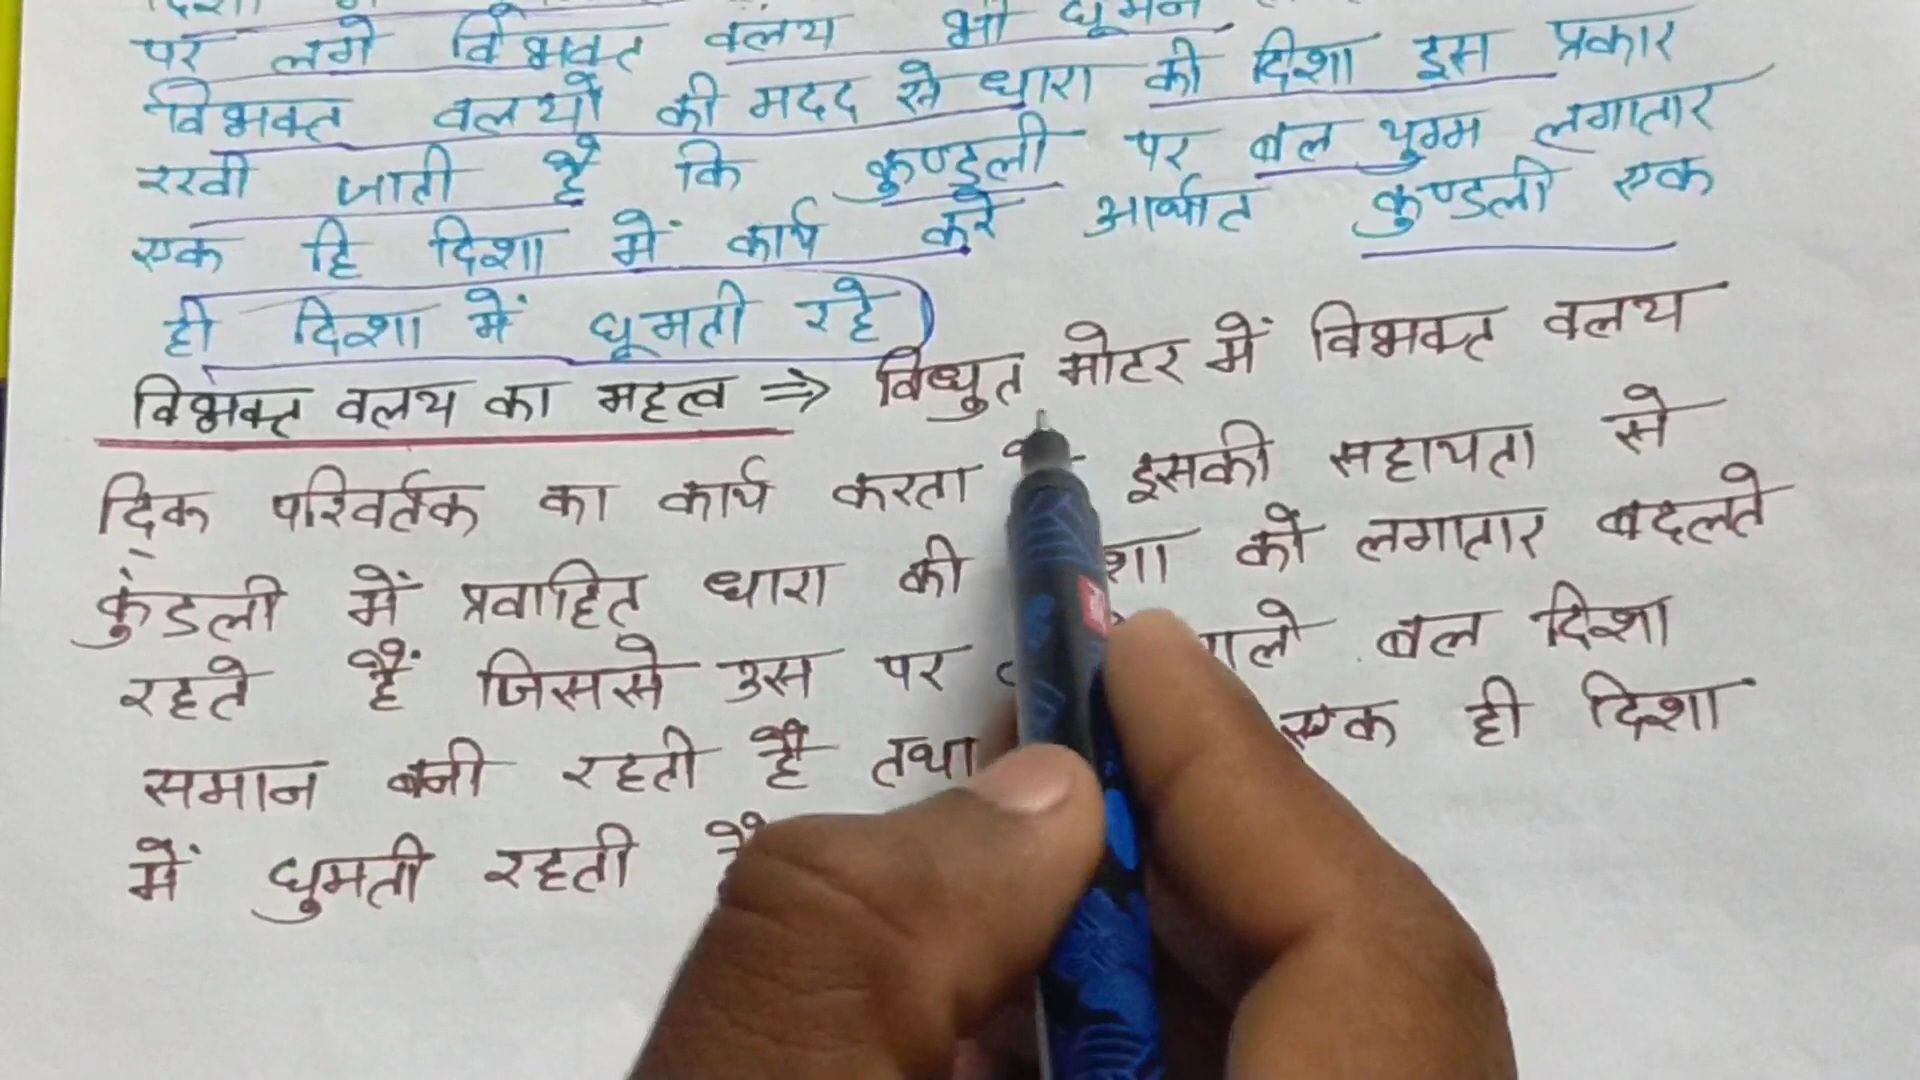 पर लगे विभक्त वलय भी घूमने
विभक्त वलयों की मदद से धारा की दिशा इस प्रकार
रखी जाती है कि कुण्डली पर बल युग्म लगातार
एक हि दिशा में कार्य करे अर्थात कुण्डली एक
ही दिशा में घूमती रहे
विभक्त वलय का महत्व ⇒ विधुत मोटर में विभक्त वलय
दिक परिवर्तक का कार्य करता इसकी सहायता से
कुंडली में प्रवाहित धारा की को लगातार बदलते
रहते हैं जिससे उस पर बल दिशा
समान बनी रहती है तथा एक ही दिशा
में घुमती रहती